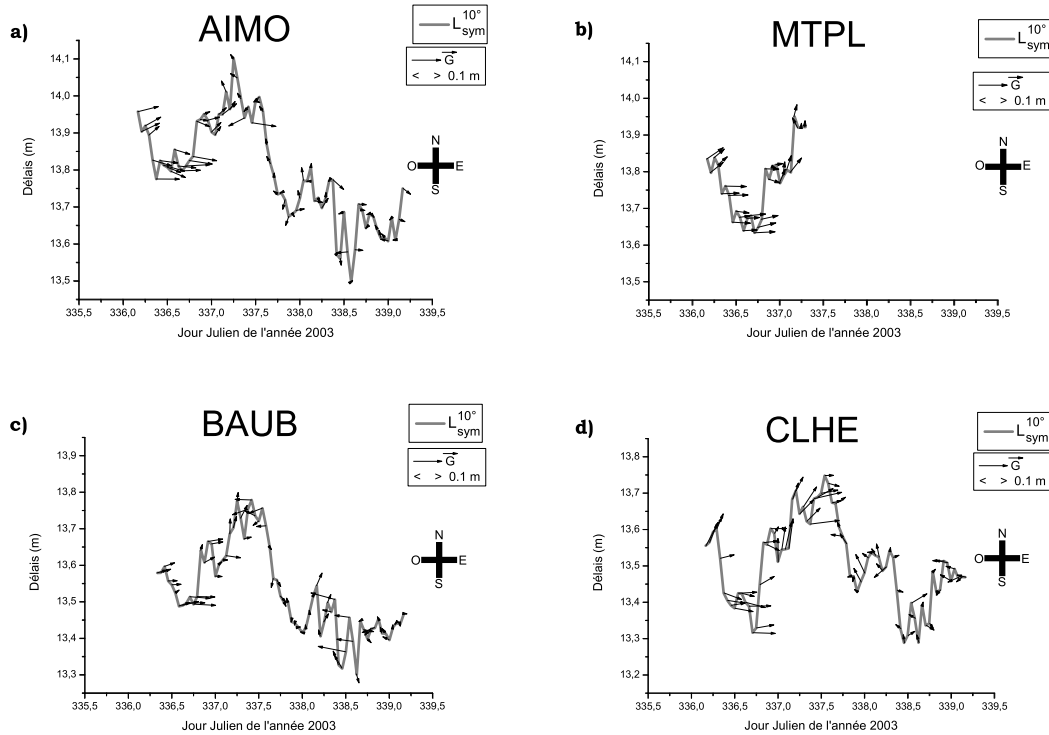 a)
AIMO
L 10° sym
G
< > 0.1 m
14,1
14,0
13,9
13,8
13,7
13,6
13,5
Délais (m)
N
O E
S
335,5 336,0 336,5 337,0 337,5 338,0 338,5 339,0 339,5
Jour Julien de l'année 2003
b)
MTPL
L 10° sym
G
< > 0.1 m
14,1
14,0
13,9
13,8
13,7
13,6
13,5
Délais (m)
N
O E
S
335,5 336,0 336,5 337,0 337,5 338,0 338,5 339,0 339,5
Jour Julien de l'année 2003
c)
BAUB
L 10° sym
G
< > 0.1 m
13,9
13,8
13,7
13,6
13,5
13,4
13,3
Délais (m)
N
O E
S
335,5 336,0 336,5 337,0 337,5 338,0 338,5 339,0 339,5
Jour Julien de l'année 2003
d)
CLHE
L 10° sym
G
< > 0.1 m
13,8
13,7
13,6
13,5
13,4
13,3
13,2
Délais (m)
N
O E
S
335,5 336,0 336,5 337,0 337,5 338,0 338,5 339,0 339,5
Jour Julien de l'année 2003